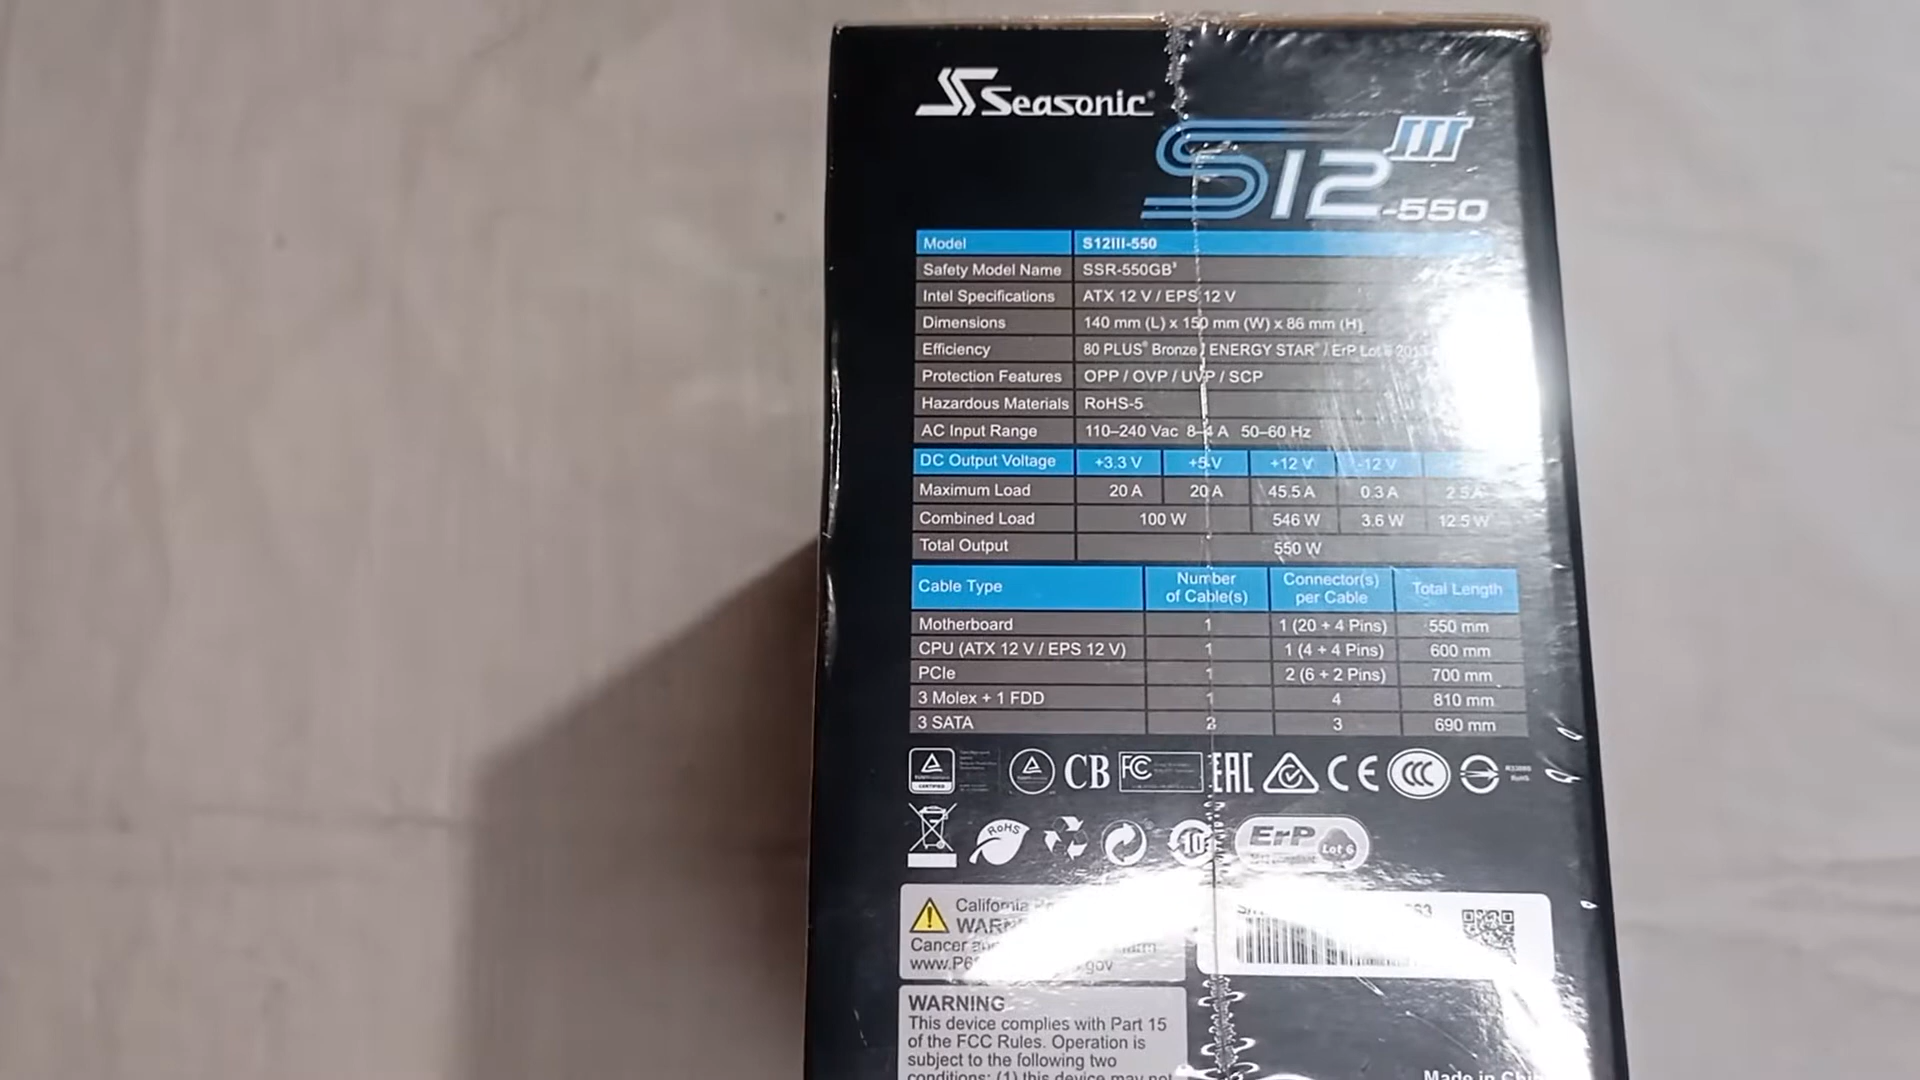 Seasonic
S12III-550
Model S12III-550
Safety Model Name SSR-550GB³
Intel Specifications ATX 12 V / EPS 12 V
Dimensions 140 mm (L) x 150 mm (W) x 86 mm (H)
Efficiency 80 PLUS® Bronze / ENERGY STAR® / ErP Lot 6 2013
Protection Features OPP / OVP / UVP / SCP
Hazardous Materials RoHS-5
AC Input Range 110–240 Vac 8–4 A 50–60 Hz
DC Output Voltage +3.3 V +5 V +12 V -12 V
Maximum Load 20 A 20 A 45.5 A 0.3 A 2.5 A
Combined Load 100 W 546 W 3.6 W 12.5 W
Total Output 550 W
Cable Type Number of Cable(s) Connector(s) per Cable Total Length
Motherboard 1 1 (20 + 4 Pins) 550 mm
CPU (ATX 12 V / EPS 12 V) 1 1 (4 + 4 Pins) 600 mm
PCIe 1 2 (6 + 2 Pins) 700 mm
3 Molex + 1 FDD 1 4 810 mm
3 SATA 2 3 690 mm
CB FC EAC CE CCC
RoHS 10 ErP Lot 6
California
WARN
Cancer
www.P6 .gov
WARNING
This device complies with Part 15
of the FCC Rules. Operation is
subject to the following two
conditions: (1) this device may not
Made in Chin